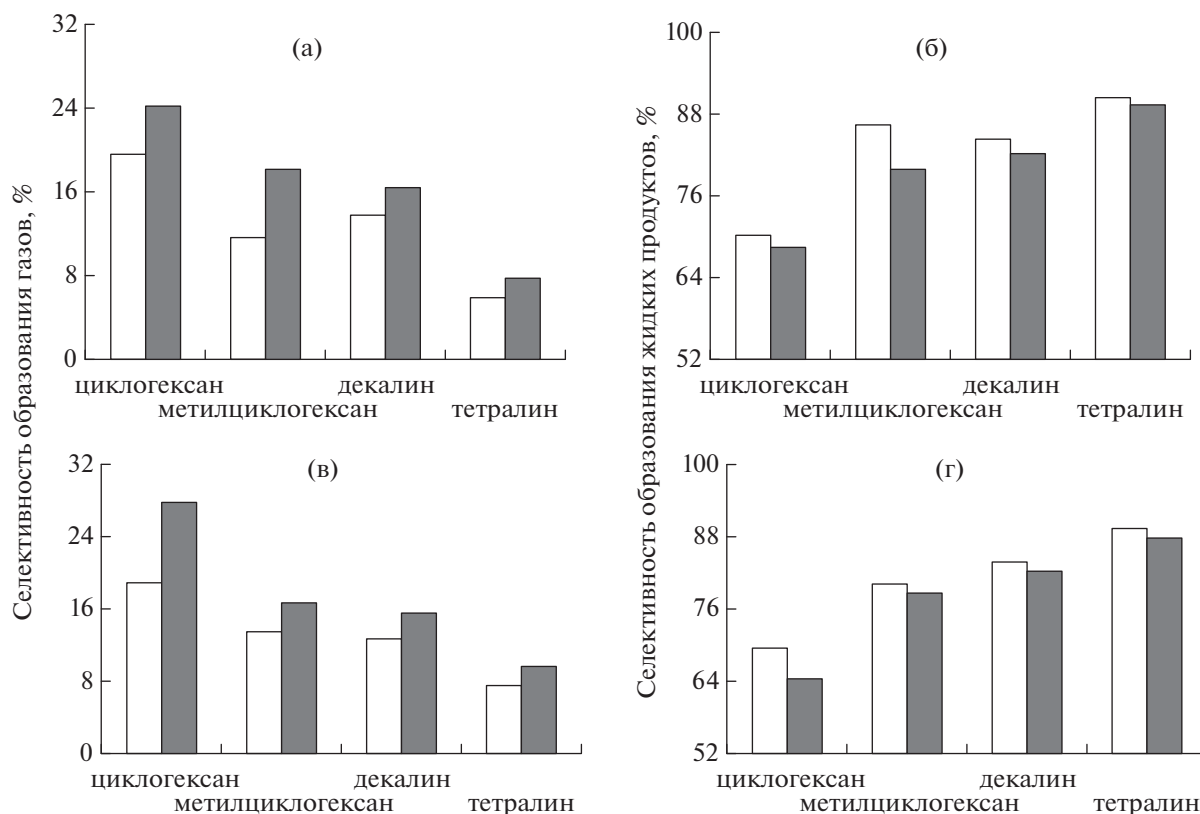 Селективность образования газов, %
Селективность образования жидких продуктов, %
(а)
32
24
16
8
0
циклогексан
метилциклогексан
декалин
тетралин
(б)
100
88
76
64
52
циклогексан
метилциклогексан
декалин
тетралин
(в)
32
24
16
8
0
циклогексан
метилциклогексан
декалин
тетралин
(г)
100
88
76
64
52
циклогексан
метилциклогексан
декалин
тетралин